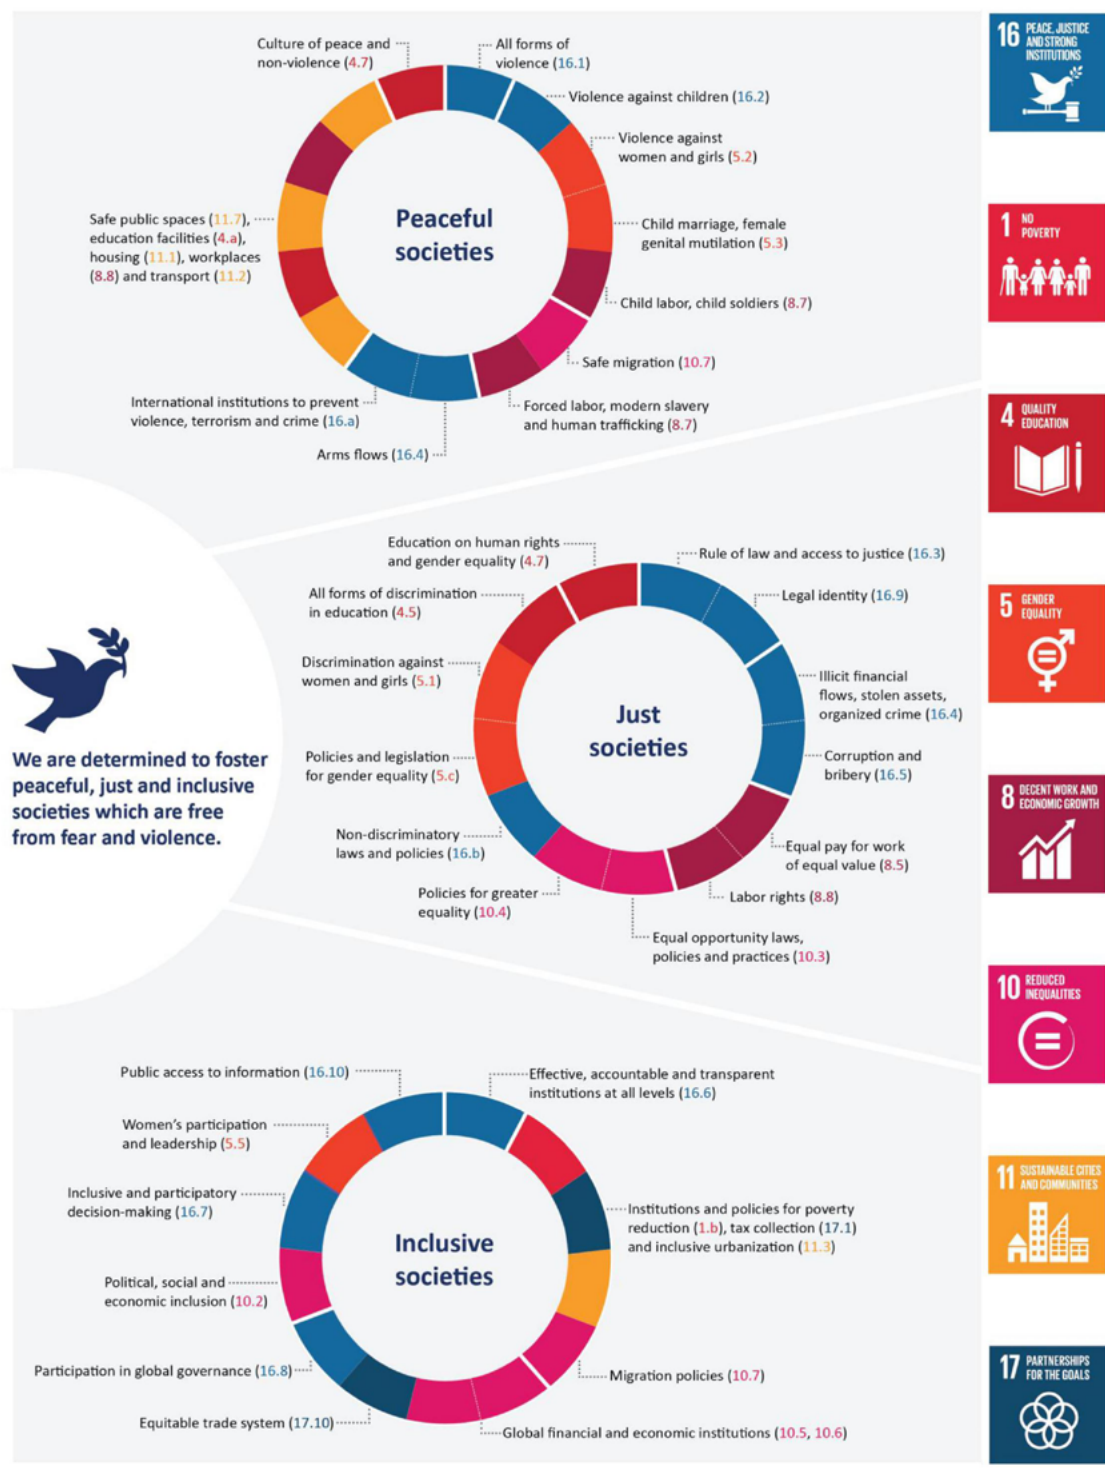 Culture of peace and
non-violence (4.7)
All forms of
violence (16.1)
Violence against children (16.2)
Violence against
women and girls (5.2)
Child marriage, female
genital mutilation (5.3)
Child labor, child soldiers (8.7)
Safe migration (10.7)
Forced labor, modern slavery
and human trafficking (8.7)
Arms flows (16.4)
International institutions to prevent
violence, terrorism and crime (16.a)
Safe public spaces (11.7),
education facilities (4.a),
housing (11.1), workplaces
(8.8) and transport (11.2)
Peaceful
societies
We are determined to foster
peaceful, just and inclusive
societies which are free
from fear and violence.
Education on human rights
and gender equality (4.7)
Rule of law and access to justice (16.3)
Legal identity (16.9)
Illicit financial
flows, stolen assets,
organized crime (16.4)
Corruption and
bribery (16.5)
Equal pay for work
of equal value (8.5)
Labor rights (8.8)
Equal opportunity laws,
policies and practices (10.3)
Policies for greater
equality (10.4)
Non-discriminatory
laws and policies (16.b)
Policies and legislation
for gender equality (5.c)
Discrimination against
women and girls (5.1)
All forms of discrimination
in education (4.5)
Just
societies
Public access to information (16.10)
Effective, accountable and transparent
institutions at all levels (16.6)
Institutions and policies for poverty
reduction (1.b), tax collection (17.1)
and inclusive urbanization (11.3)
Migration policies (10.7)
Global financial and economic institutions (10.5, 10.6)
Equitable trade system (17.10)
Participation in global governance (16.8)
Political, social and
economic inclusion (10.2)
Inclusive and participatory
decision-making (16.7)
Women's participation
and leadership (5.5)
Inclusive
societies
16 PEACE, JUSTICE
AND STRONG
INSTITUTIONS
1 NO
POVERTY
4 QUALITY
EDUCATION
5 GENDER
EQUALITY
8 DECENT WORK AND
ECONOMIC GROWTH
10 REDUCED
INEQUALITIES
11 SUSTAINABLE CITIES
AND COMMUNITIES
17 PARTNERSHIPS
FOR THE GOALS